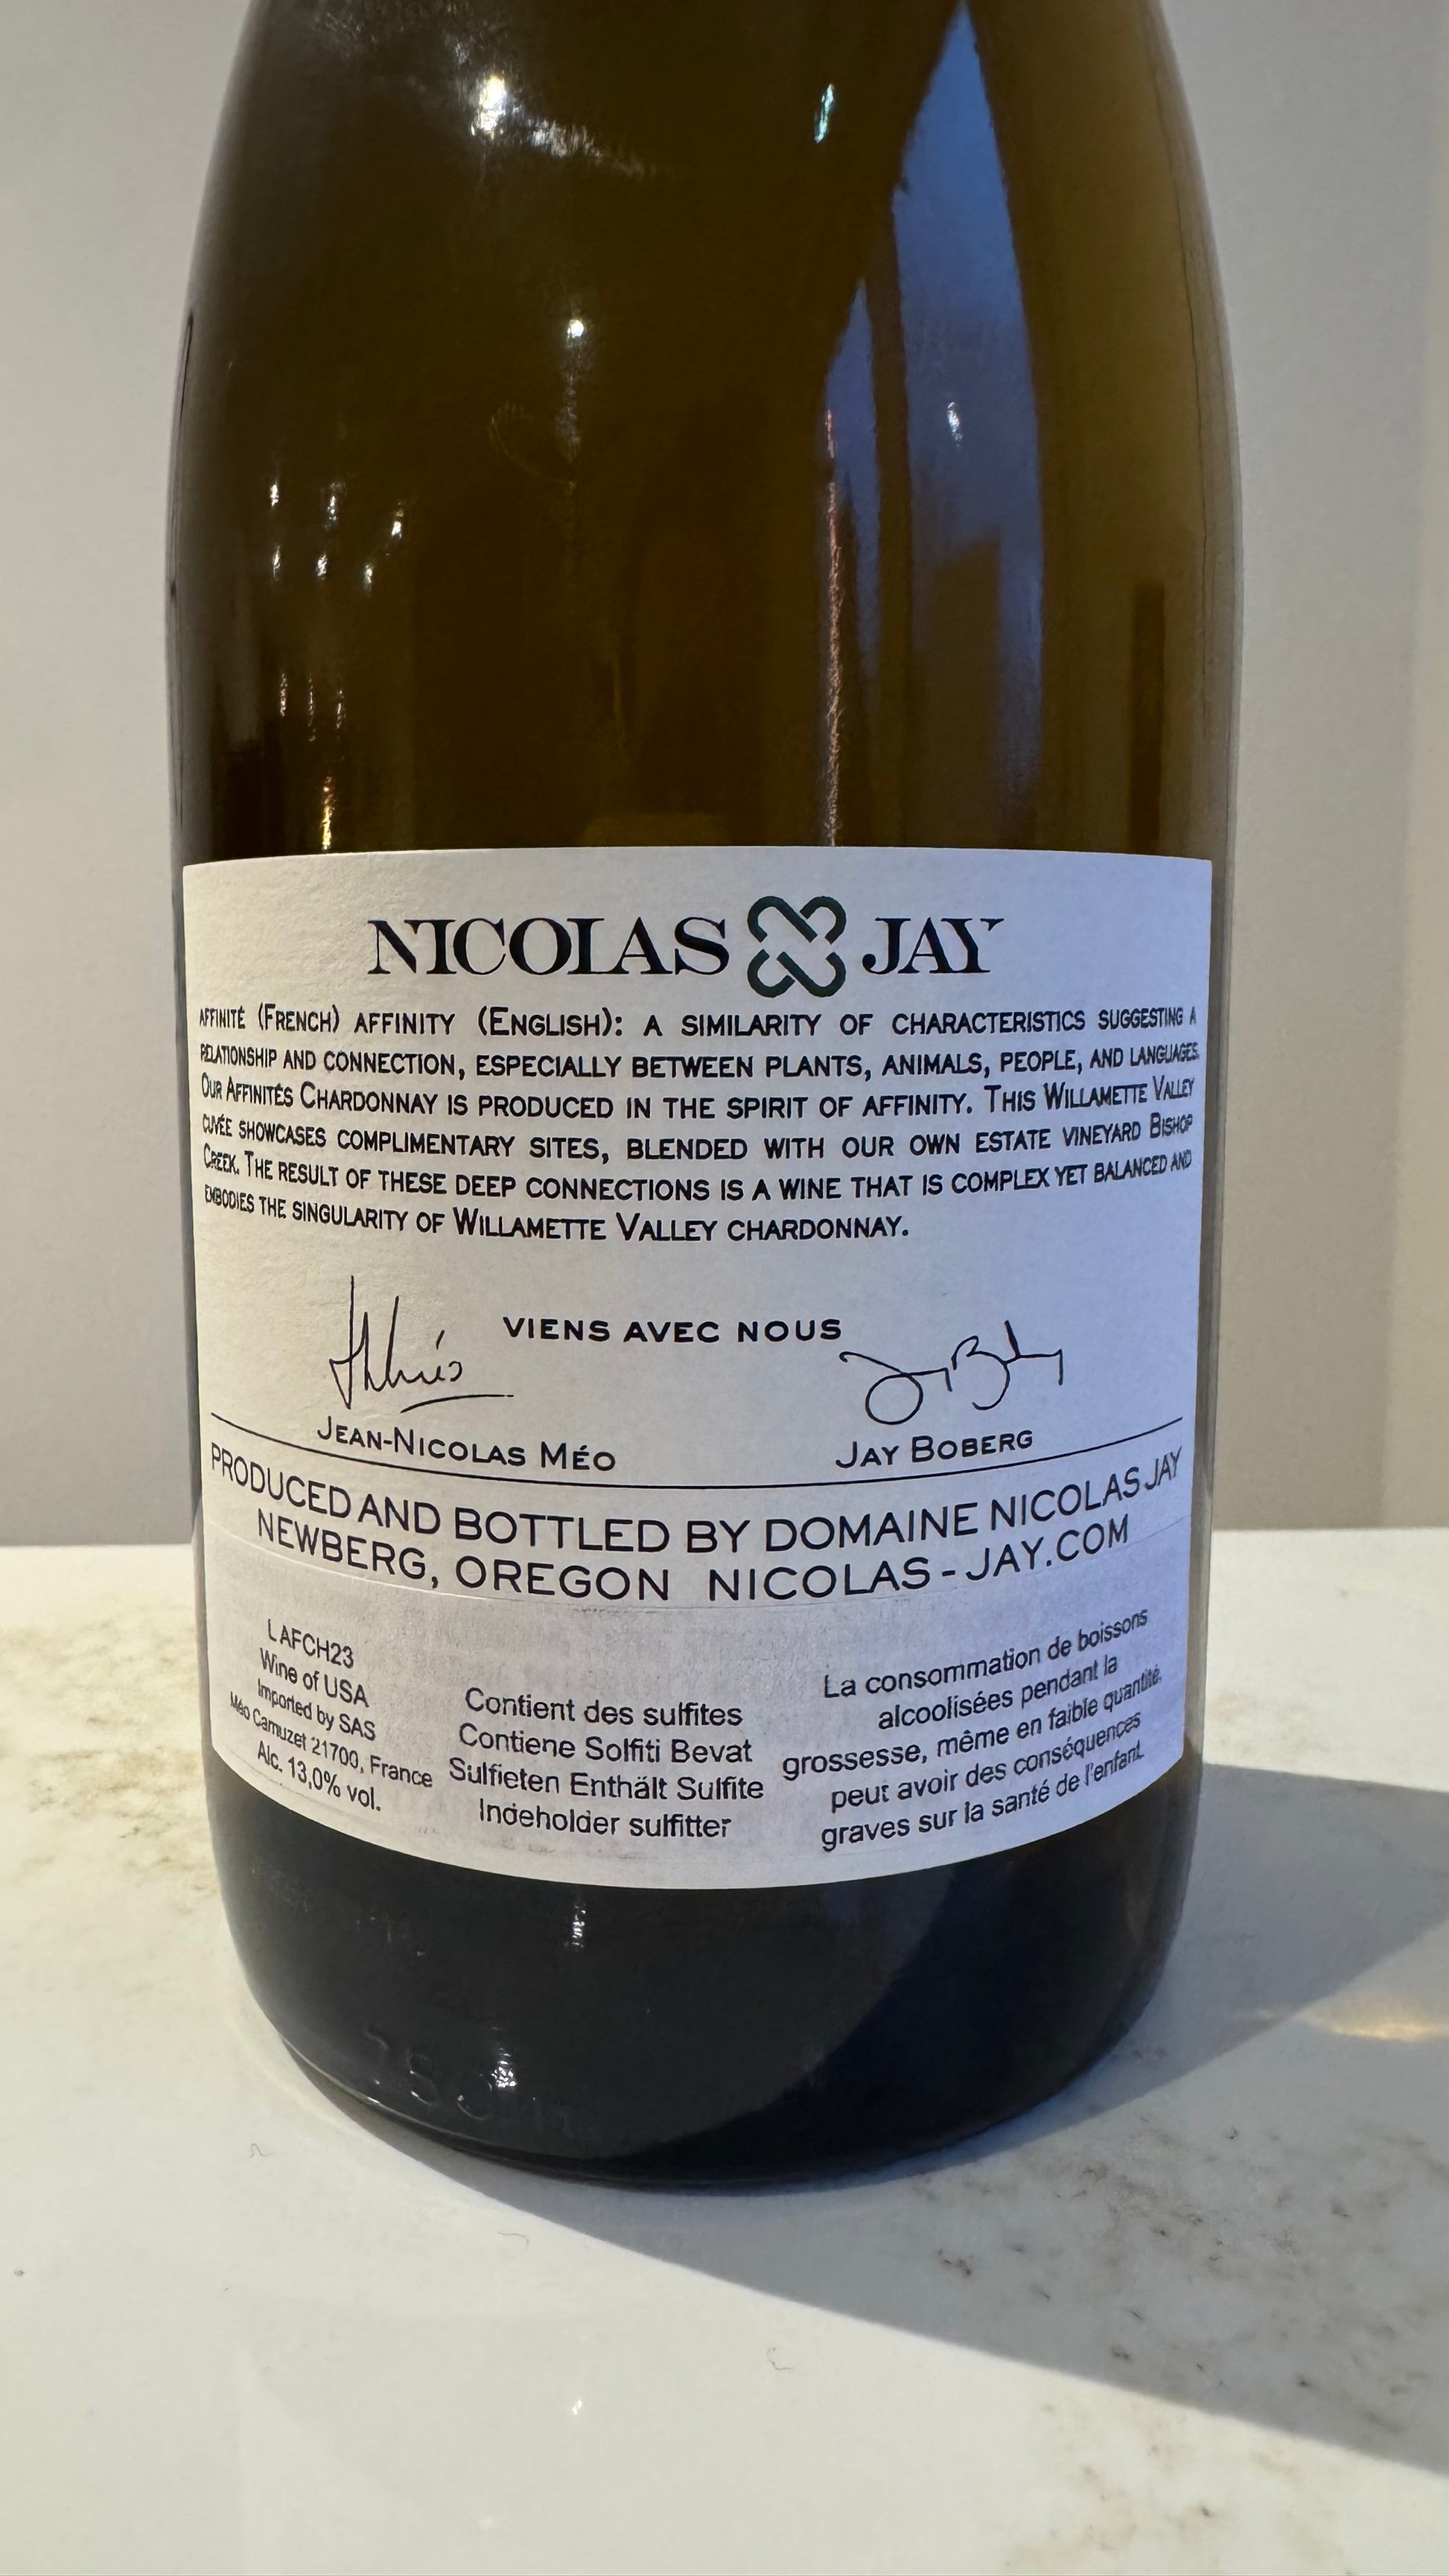 NICOLAS JAY
AFFINITÉ (FRENCH) AFFINITY (ENGLISH): A SIMILARITY OF CHARACTERISTICS SUGGESTING A
RELATIONSHIP AND CONNECTION, ESPECIALLY BETWEEN PLANTS, ANIMALS, PEOPLE, AND LANGUAGES.
OUR AFFINITÉS CHARDONNAY IS PRODUCED IN THE SPIRIT OF AFFINITY. THIS WILLAMETTE VALLEY
CUVÉE SHOWCASES COMPLIMENTARY SITES, BLENDED WITH OUR OWN ESTATE VINEYARD BISHOP
CREEK. THE RESULT OF THESE DEEP CONNECTIONS IS A WINE THAT IS COMPLEX YET BALANCED AND
EMBODIES THE SINGULARITY OF WILLAMETTE VALLEY CHARDONNAY.
VIENS AVEC NOUS
JEAN-NICOLAS MÉO
JAY BOBERG
PRODUCED AND BOTTLED BY DOMAINE NICOLAS JAY
NEWBERG, OREGON NICOLAS-JAY.COM
LAFCH23
Wine of USA
Imported by SAS
Méo Camuzet 21700, France
Alc. 13,0% vol.
Contient des sulfites
Contiene Solfiti Bevat
Sulfieten Enthält Sulfite
Indeholder sulfitter
La consommation de boissons
alcoolisées pendant la
grossesse, même en faible quantité,
peut avoir des conséquences
graves sur la santé de l'enfant.